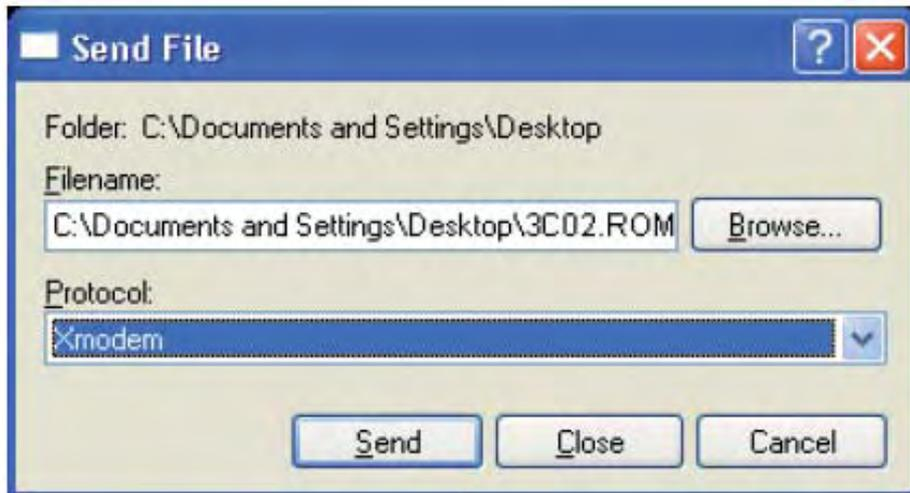 Send File
Folder: C:\Documents and Settings\Desktop
Filename:
C:\Documents and Settings\Desktop\3C02.ROM
Browse...
Protocol:
Xmodem
Send Close Cancel